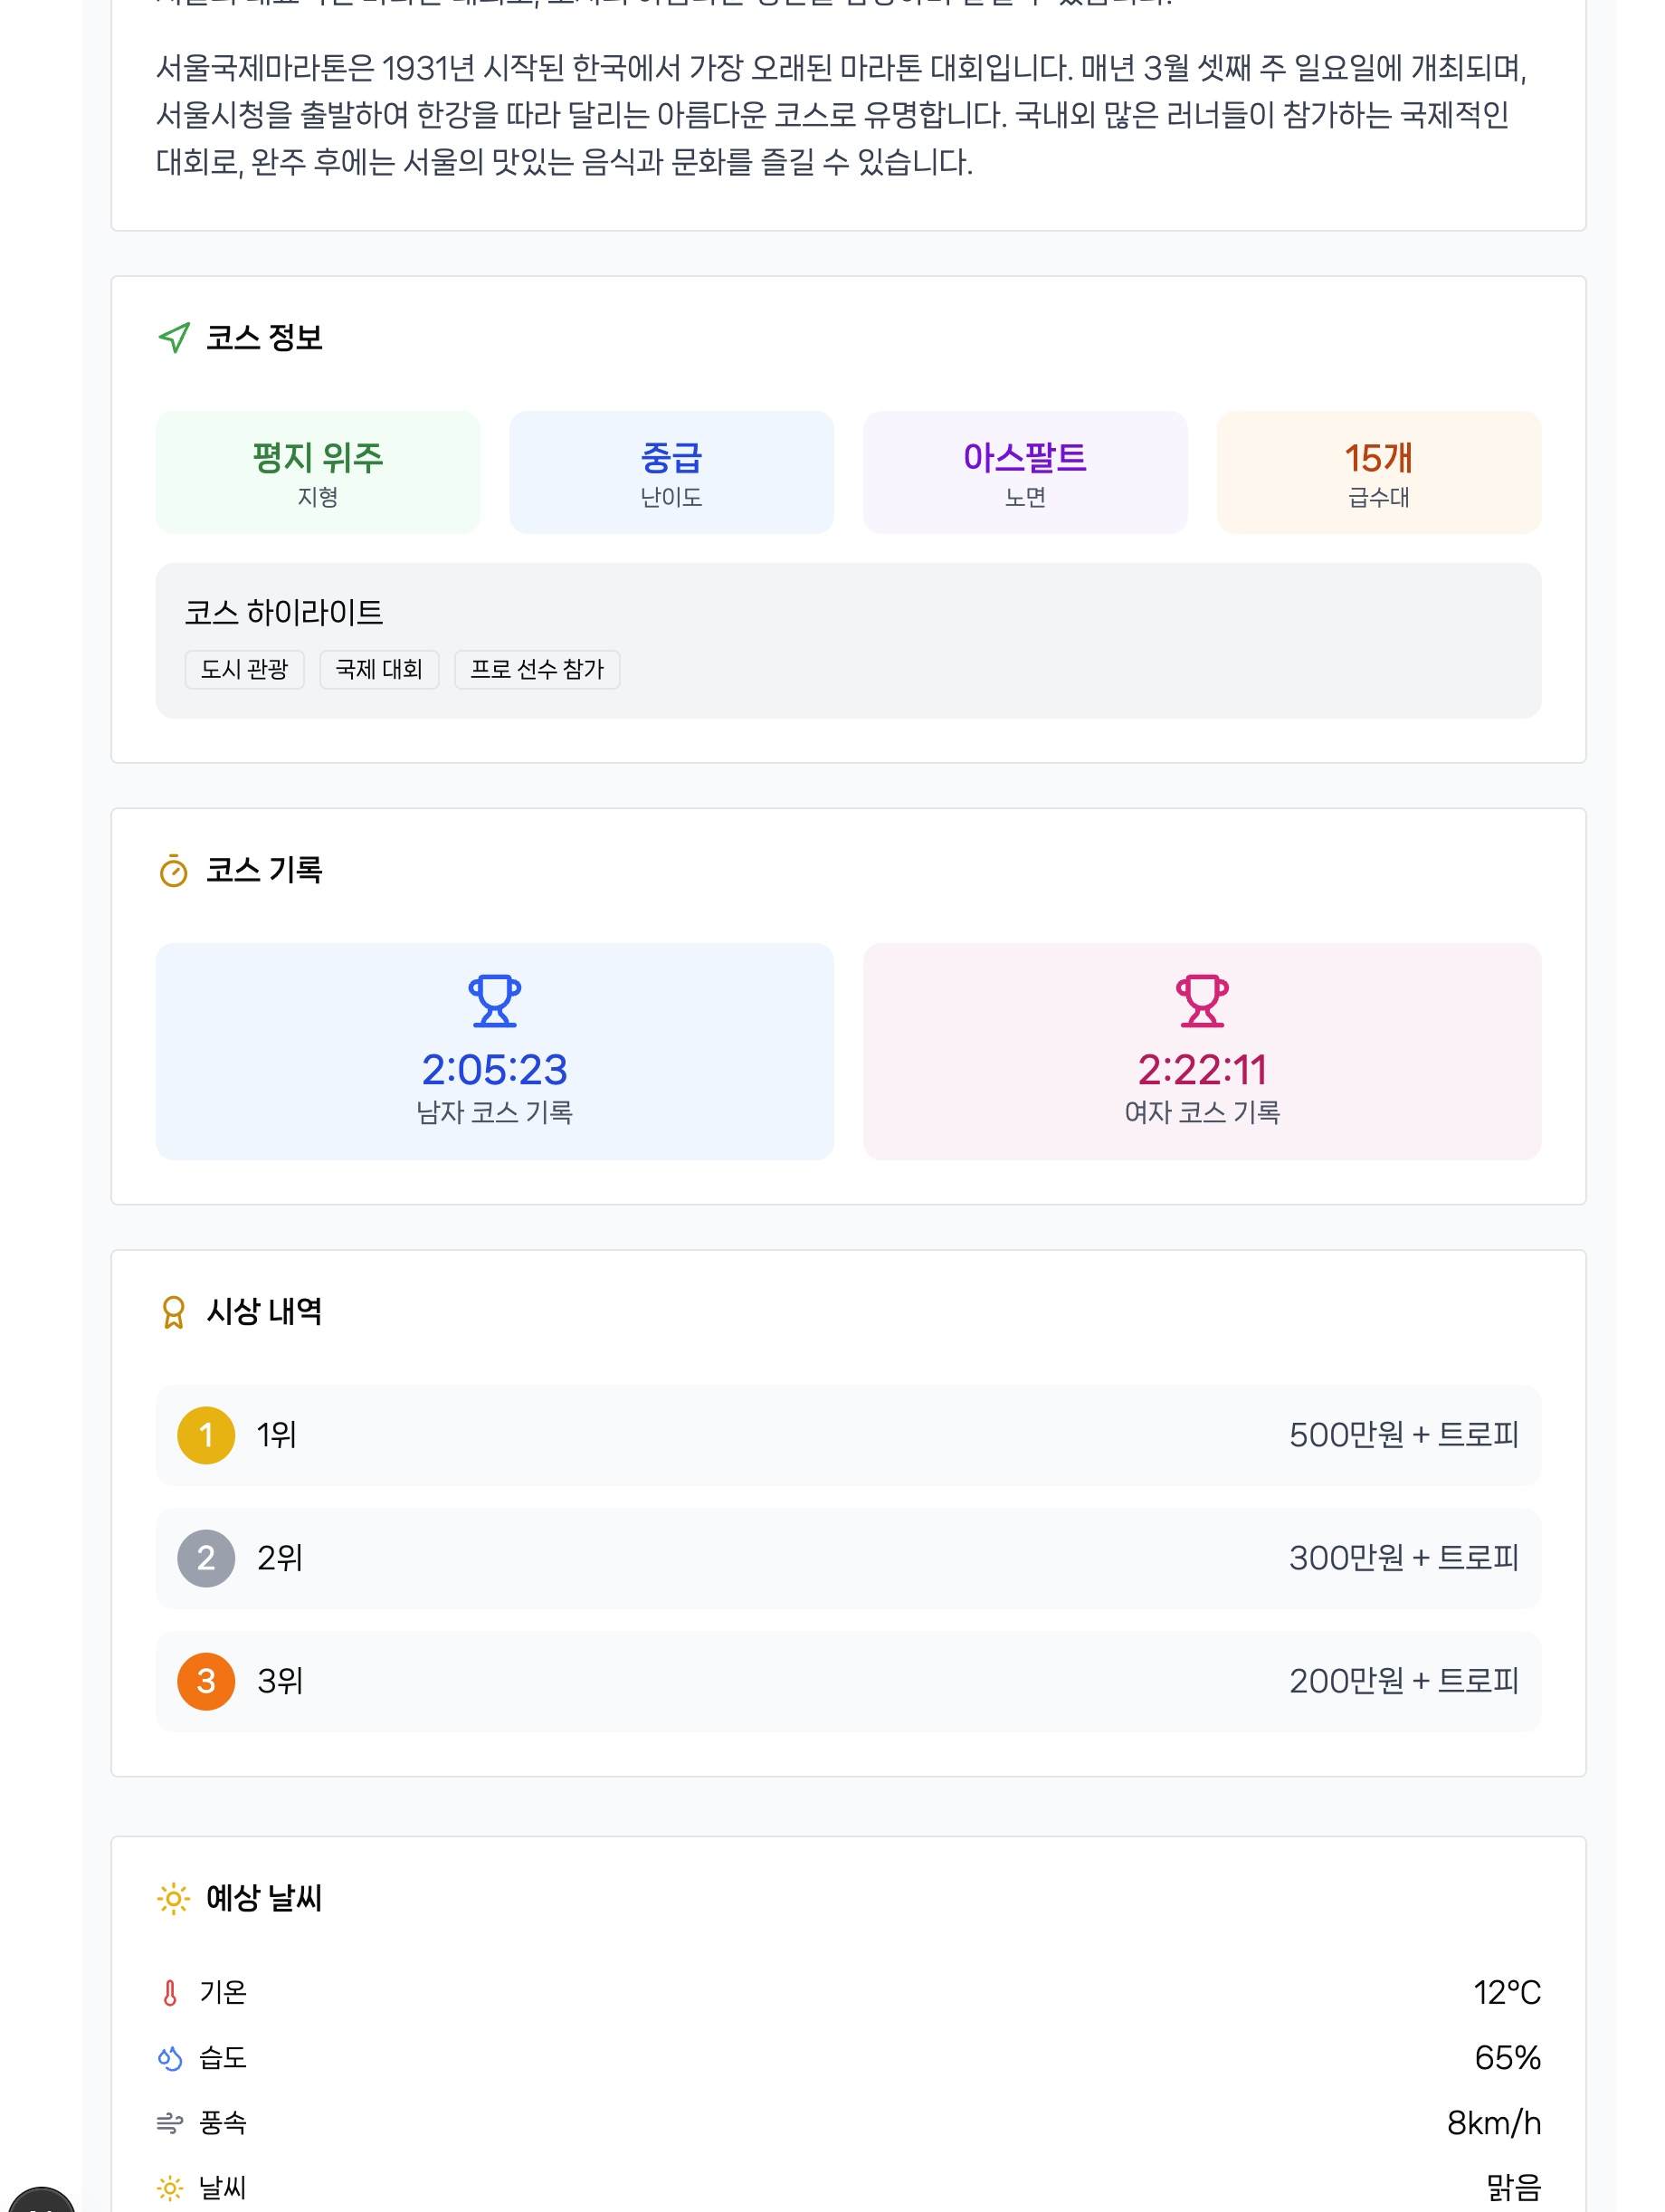 서울국제마라톤은 1931년 시작된 한국에서 가장 오래된 마라톤 대회입니다. 매년 3월 셋째 주 일요일에 개최되며,
서울시청을 출발하여 한강을 따라 달리는 아름다운 코스로 유명합니다. 국내외 많은 러너들이 참가하는 국제적인
대회로, 완주 후에는 서울의 맛있는 음식과 문화를 즐길 수 있습니다.
코스 정보
평지 위주
지형
중급
난이도
아스팔트
노면
15개
급수대
코스 하이라이트
도시 관광
국제 대회
프로 선수 참가
코스 기록
2:05:23
남자 코스 기록
2:22:11
여자 코스 기록
시상 내역
1 1위 500만원 + 트로피
2 2위 300만원 + 트로피
3 3위 200만원 + 트로피
예상 날씨
기온 12°C
습도 65%
풍속 8km/h
날씨 맑음